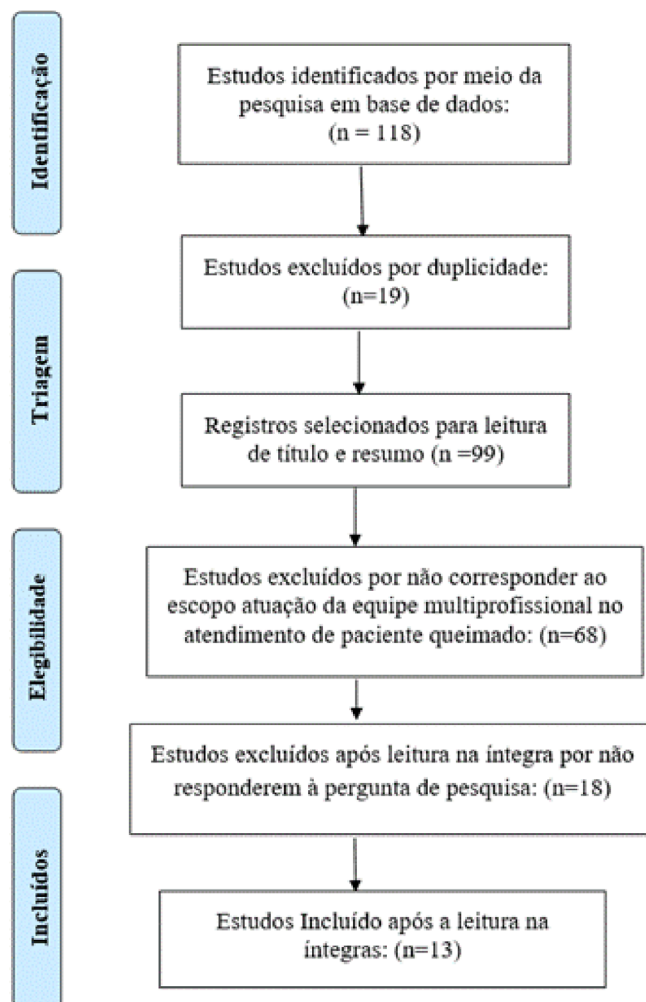 Identificação
Estudos identificados por meio da
pesquisa em base de dados:
(n = 118)
Triagem
Estudos excluídos por duplicidade:
(n=19)
Registros selecionados para leitura
de título e resumo (n =99)
Elegibilidade
Estudos excluídos por não corresponder ao
escopo atuação da equipe multiprofissional no
atendimento de paciente queimado: (n=68)
Estudos excluídos após leitura na íntegra por não
responderem à pergunta de pesquisa: (n=18)
Incluídos
Estudos Incluído após a leitura na
íntegras: (n=13)